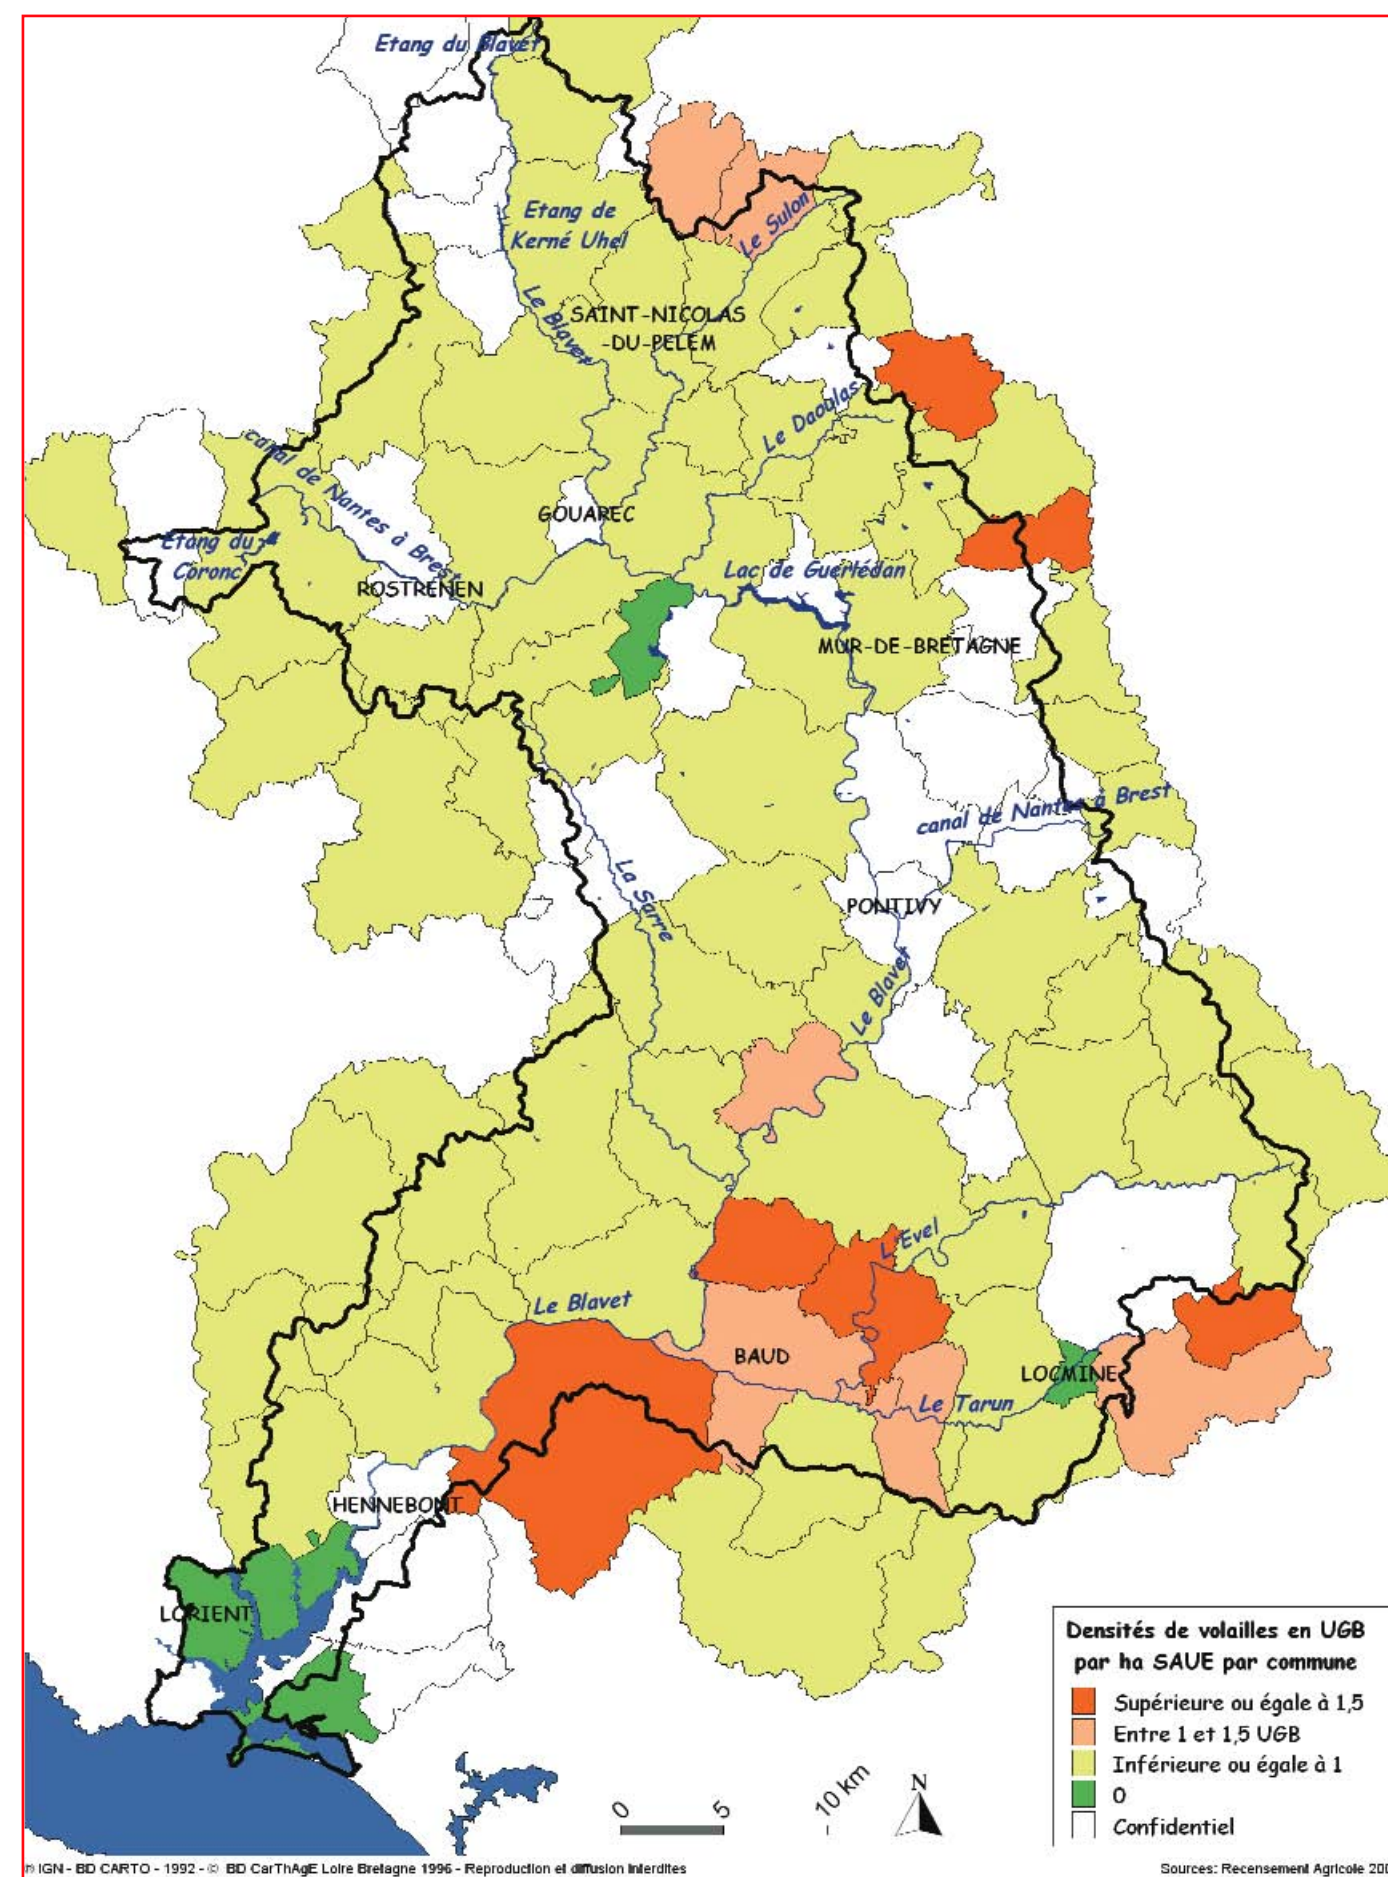 Etang du Blavet
Etang de
Kerné Uhel
Le Sulon
Le Blavet
SAINT-NICOLAS
-DU-PELEM
Le Daoulas
canal de Nantes à Brest
GOUAREC
Etang du
Coronc
ROSTRENEN
Lac de Guerlédan
MUR-DE-BRETAGNE
canal de Nantes à Brest
La Sarre
PONTIVY
Le Blavet
L'Evel
Le Blavet
BAUD
LOCMINE
Le Tarun
HENNEBONT
LORIENT
Densités de volailles en UGB
par ha SAUE par commune
Supérieure ou égale à 1,5
Entre 1 et 1,5 UGB
Inférieure ou égale à 1
0
Confidentiel
0 5 10 km
N
IGN - BD CARTO - 1992 - © BD CarThAgE Loire Bretagne 1996 - Reproduction et diffusion interdites
Sources: Recensement Agricole